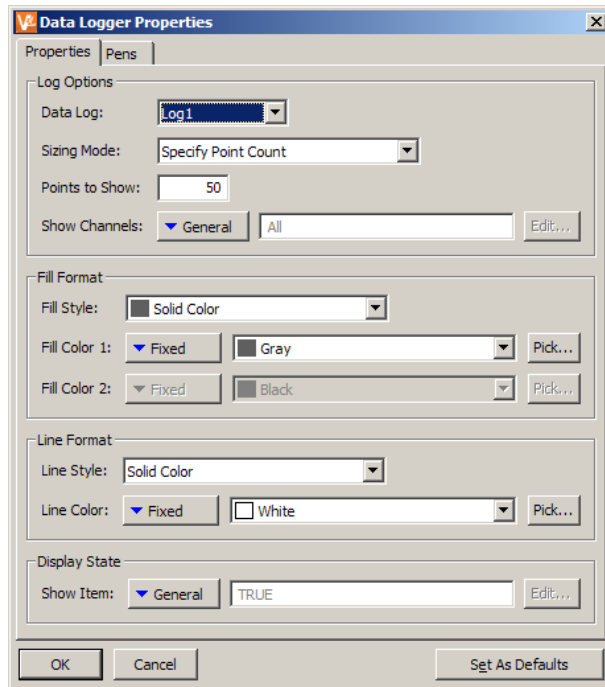 Data Logger Properties
Properties Pens
Log Options
Data Log: Log1
Sizing Mode: Specify Point Count
Points to Show: 50
Show Channels: General All Edit...
Fill Format
Fill Style: Solid Color
Fill Color 1: Fixed Gray Pick...
Fill Color 2: Fixed Black Pick...
Line Format
Line Style: Solid Color
Line Color: Fixed White Pick...
Display State
Show Item: General TRUE Edit...
OK Cancel Set As Defaults